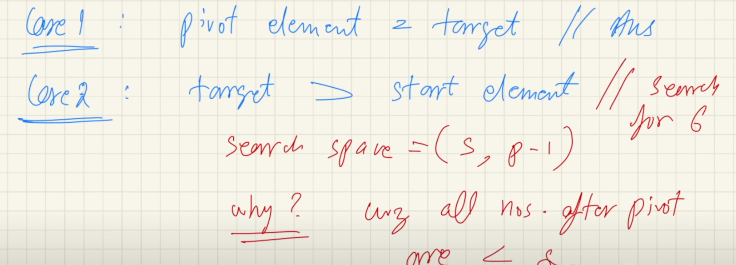 Case 1 : pivot element = target // Ans
Case 2 : target > start element // search for 6
search space = (s, p-1)
why? cuz all nos. after pivot
are < s